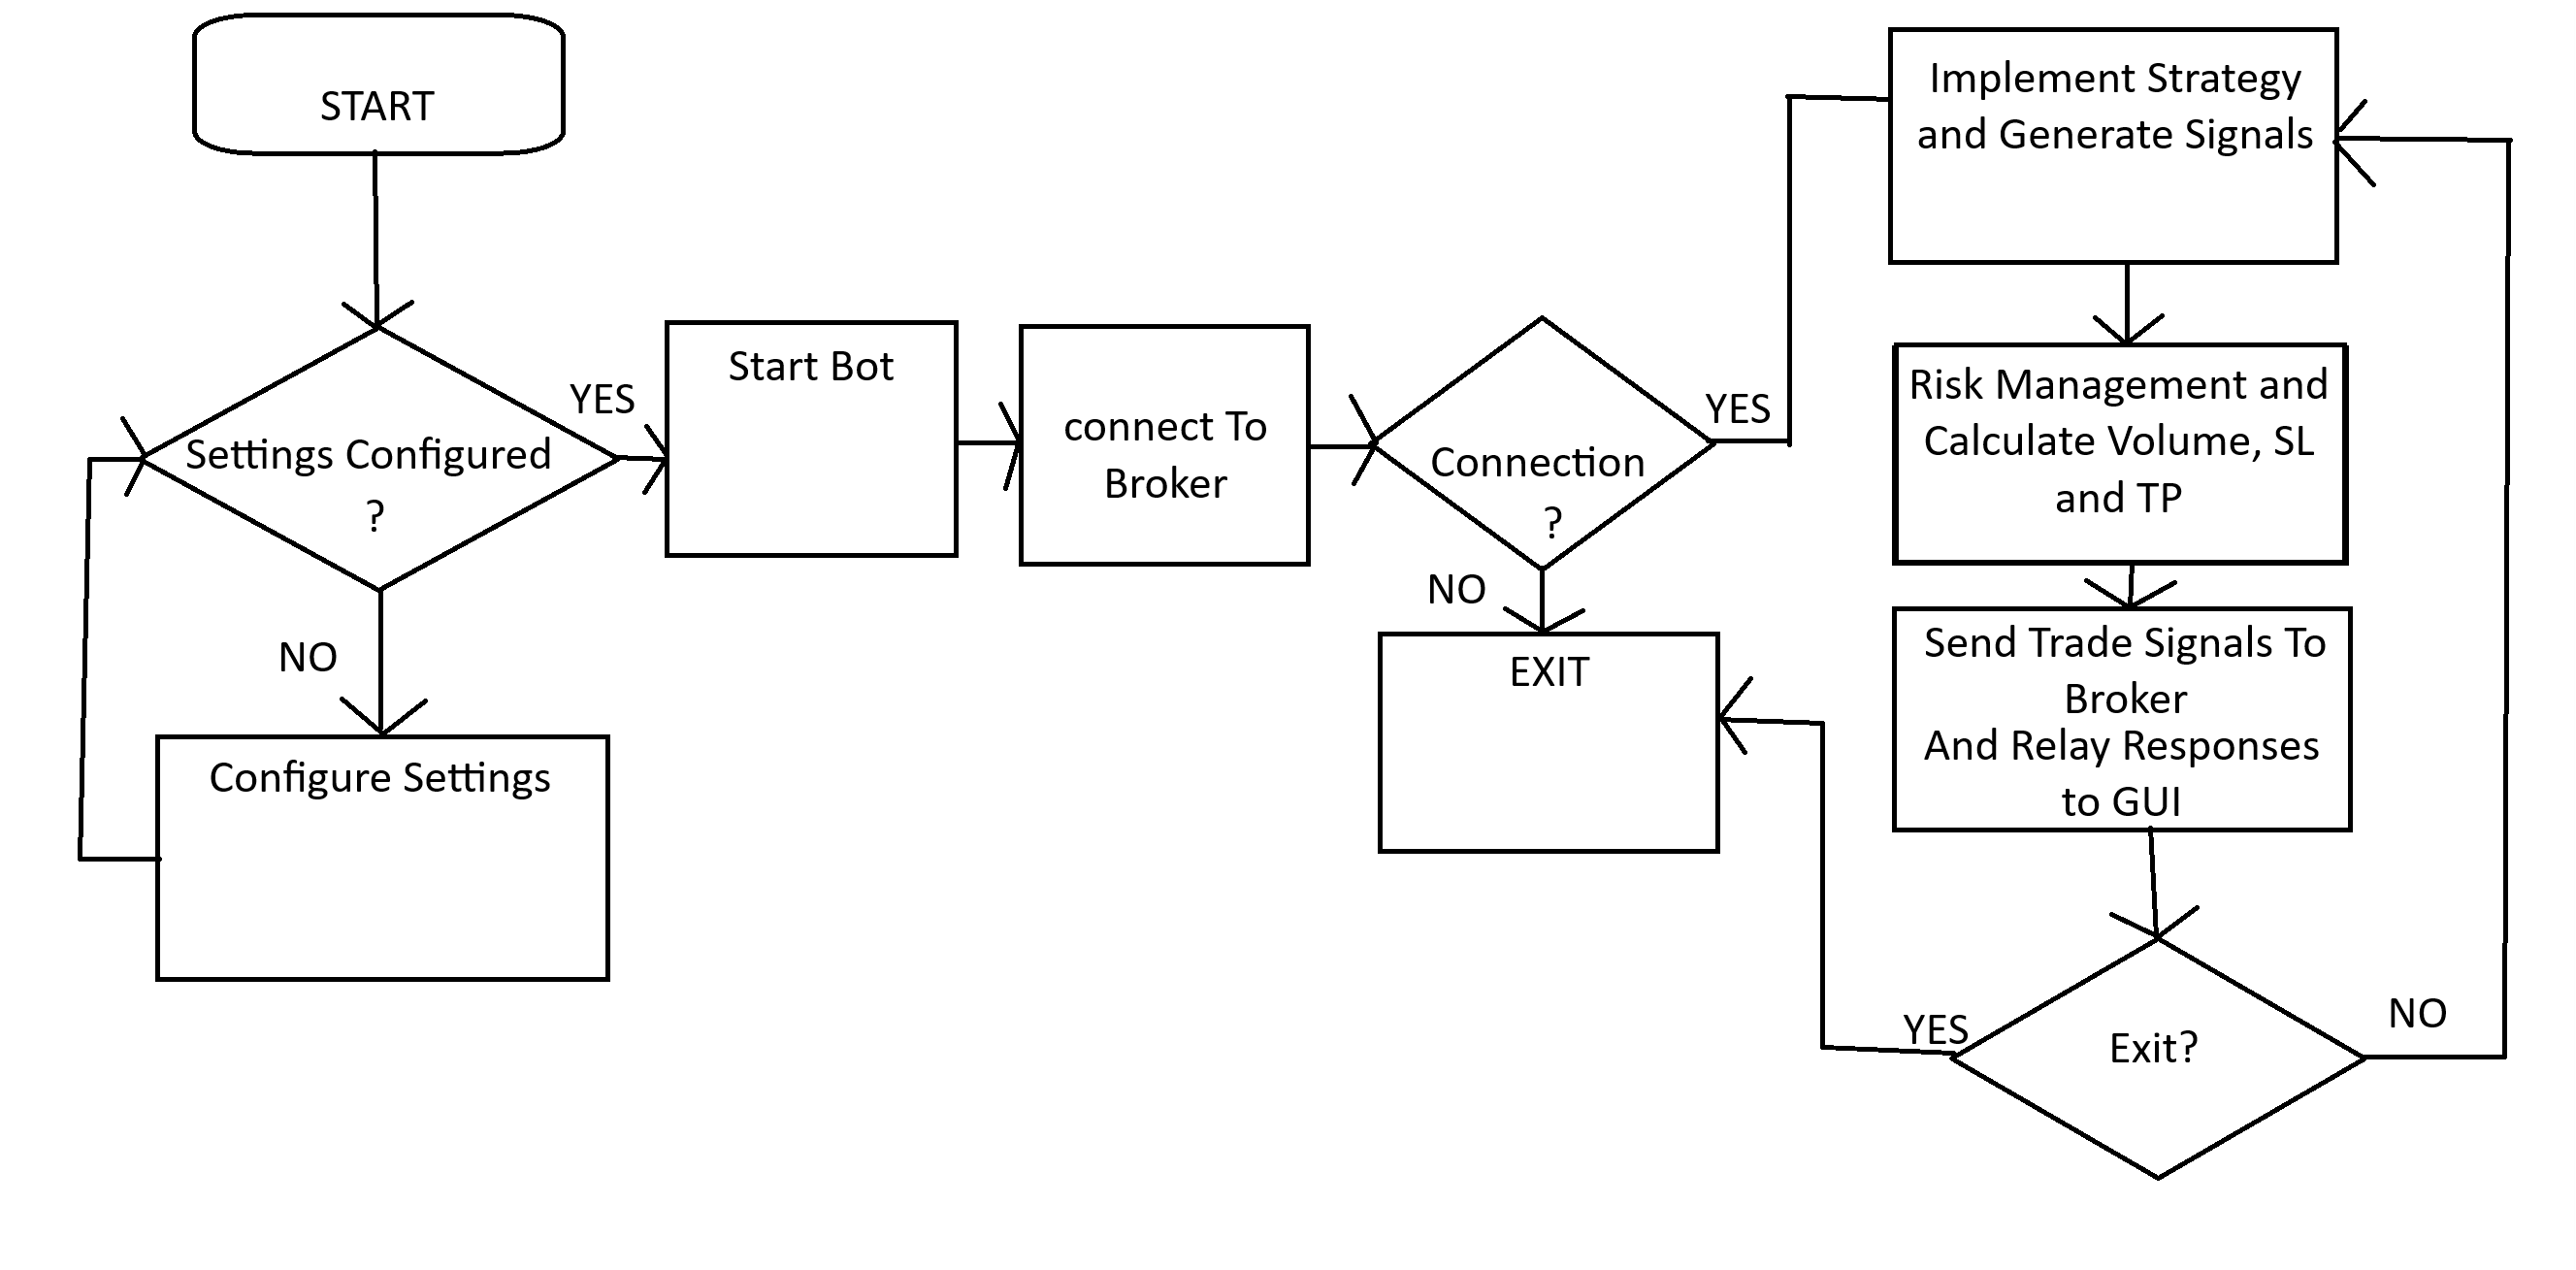 START
Settings Configured
?
YES
NO
Configure Settings
Start Bot
connect To
Broker
Connection
?
YES
NO
EXIT
Implement Strategy
and Generate Signals
Risk Management and
Calculate Volume, SL
and TP
Send Trade Signals To
Broker
And Relay Responses
to GUI
Exit?
YES
NO